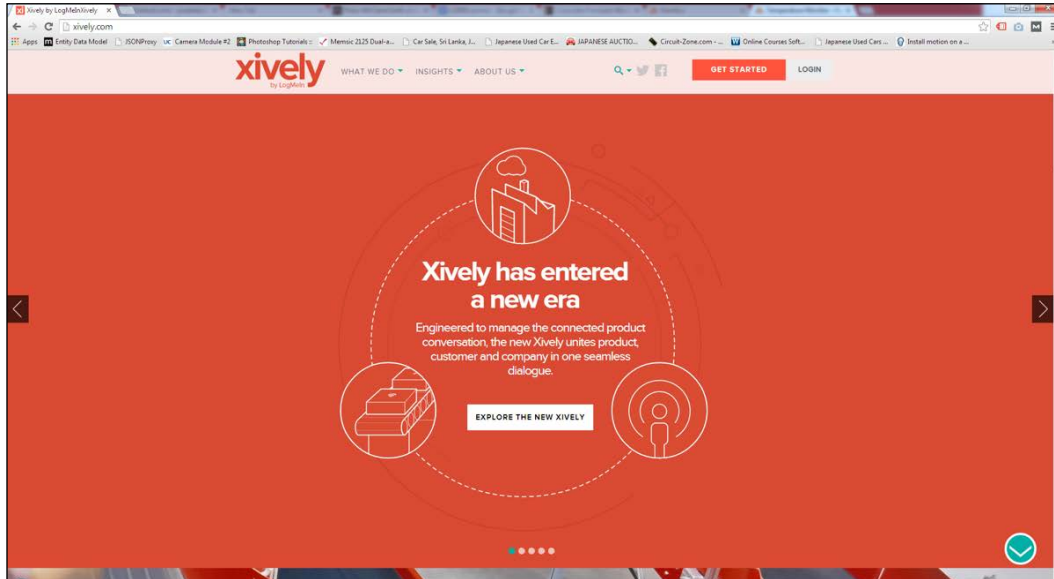 Xively by LogMeInXively
xively.com
Apps
Entity Data Model
JSONProxy
Camera Module #2
Photoshop Tutorials ::
Memsic 2125 Dual-a...
Car Sale, Sri Lanka, J...
Japanese Used Car E...
JAPANESE AUCTIO...
Circuit-Zone.com - ...
Online Courses Soft...
Japanese Used Cars ...
Install motion on a ...
xively
by LogMeIn
WHAT WE DO
INSIGHTS
ABOUT US
GET STARTED
LOGIN
Xively has entered
a new era
Engineered to manage the connected product
conversation, the new Xively unites product,
customer and company in one seamless
dialogue.
EXPLORE THE NEW XIVELY